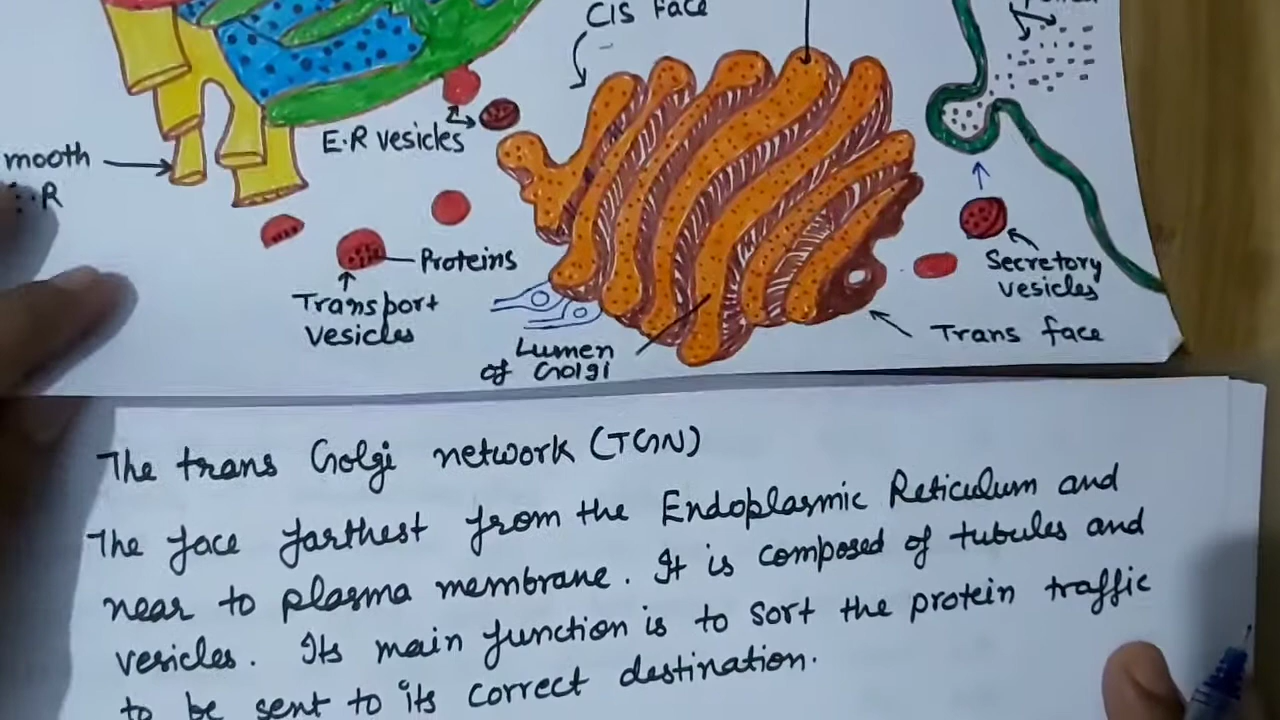 CIS Face
E.R vesicles
mooth
Proteins
Transport
vesicles
Lumen
of Golgi
Secretory
vesicles
Trans face
The trans Golgi network (TGN)
The face farthest from the Endoplasmic Reticulum and
near to plasma membrane. It is composed of tubules and
vesicles. Its main function is to sort the protein traffic
to be sent to its correct destination.